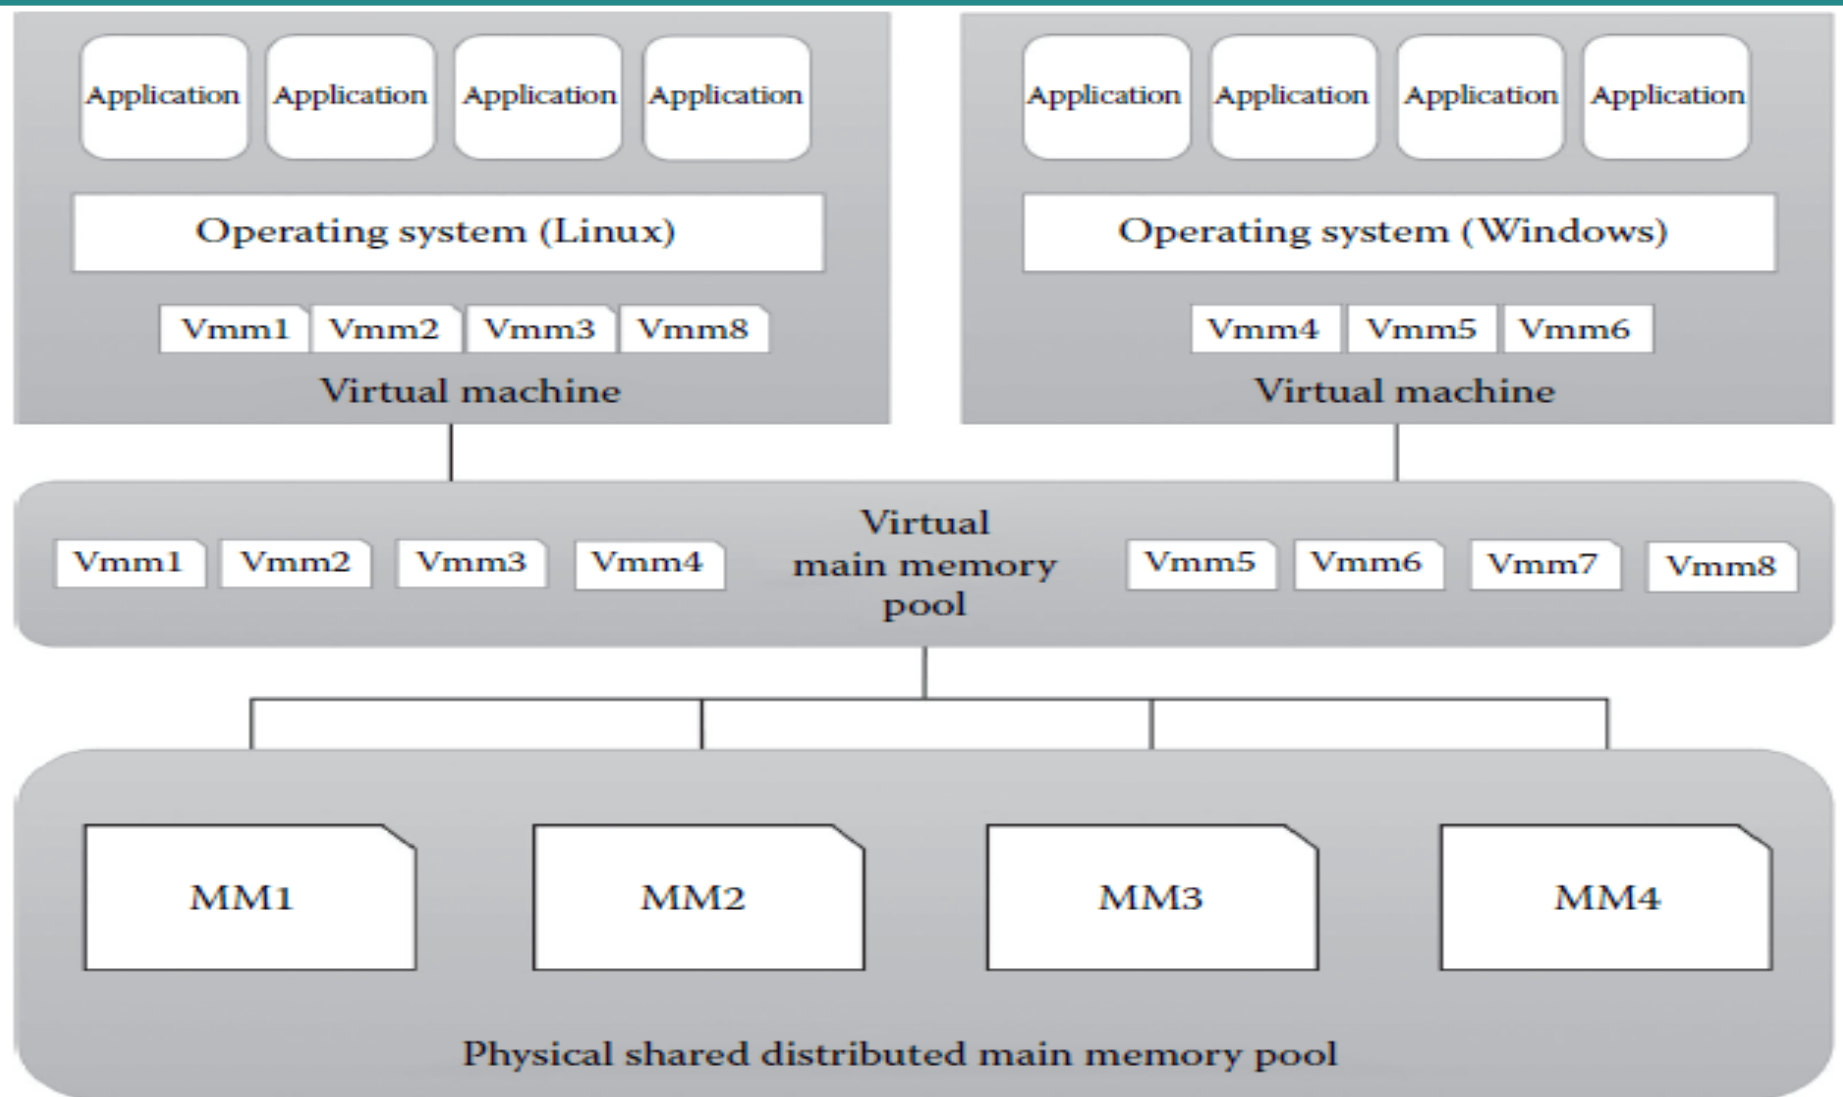 Application Application Application Application
Operating system (Linux)
Vmm1 Vmm2 Vmm3 Vmm8
Virtual machine
Application Application Application Application
Operating system (Windows)
Vmm4 Vmm5 Vmm6
Virtual machine
Vmm1 Vmm2 Vmm3 Vmm4
Virtual
main memory
pool
Vmm5 Vmm6 Vmm7 Vmm8
MM1 MM2 MM3 MM4
Physical shared distributed main memory pool